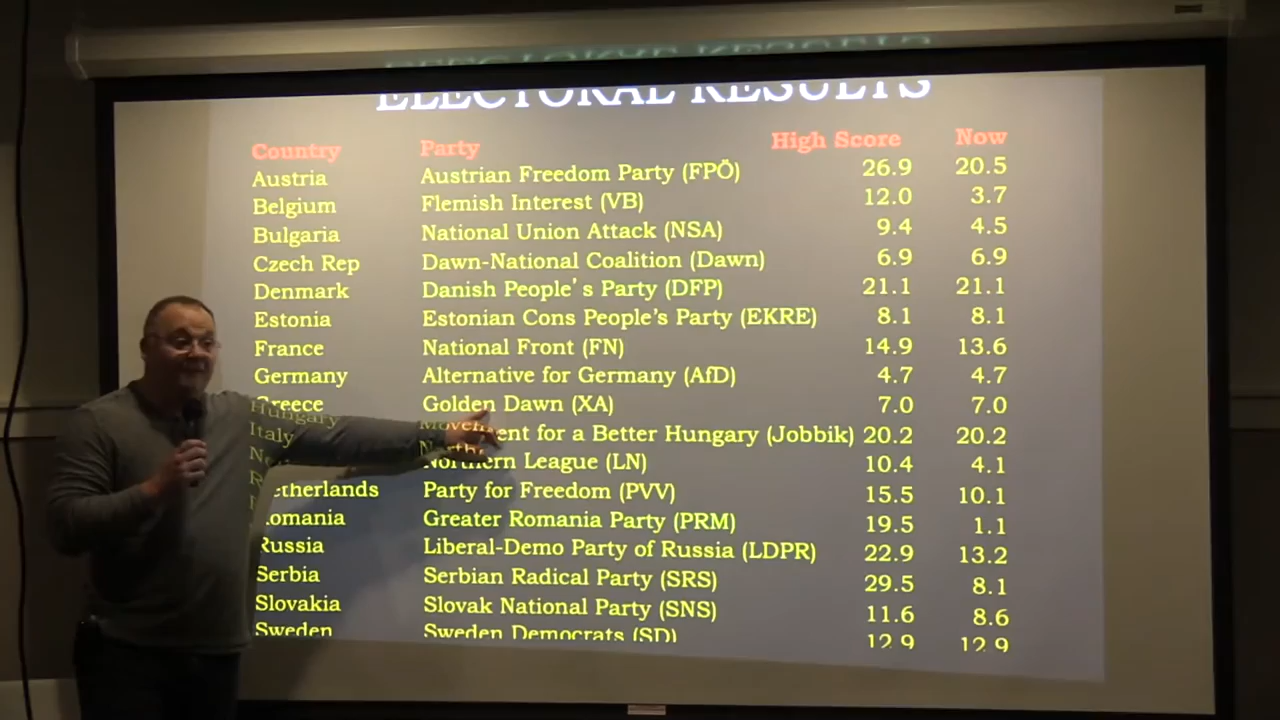 ELECTORAL RESULTS
Country Party High Score Now
Austria Austrian Freedom Party (FPÖ) 26.9 20.5
Belgium Flemish Interest (VB) 12.0 3.7
Bulgaria National Union Attack (NSA) 9.4 4.5
Czech Rep Dawn-National Coalition (Dawn) 6.9 6.9
Denmark Danish People's Party (DFP) 21.1 21.1
Estonia Estonian Cons People's Party (EKRE) 8.1 8.1
France National Front (FN) 14.9 13.6
Germany Alternative for Germany (AfD) 4.7 4.7
Greece Golden Dawn (XA) 7.0 7.0
Hungary Movement for a Better Hungary (Jobbik) 20.2 20.2
Italy Northern League (LN) 10.4 4.1
Netherlands Party for Freedom (PVV) 15.5 10.1
Romania Greater Romania Party (PRM) 19.5 1.1
Russia Liberal-Demo Party of Russia (LDPR) 22.9 13.2
Serbia Serbian Radical Party (SRS) 29.5 8.1
Slovakia Slovak National Party (SNS) 11.6 8.6
Sweden Sweden Democrats (SD) 12.9 12.9